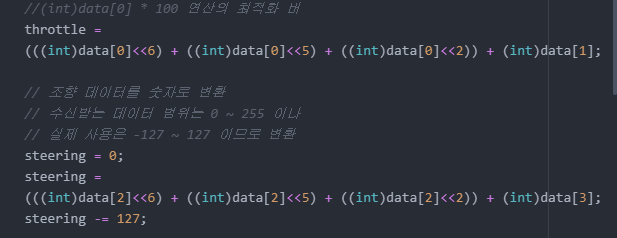 //(int)data[0] * 100 연산의 최적화 버
throttle =
(((int)data[0]<<6) + ((int)data[0]<<5) + ((int)data[0]<<2)) + (int)data[1];
// 조향 데이터를 숫자로 변환
// 수신받는 데이터 범위는 0 ~ 255 이나
// 실제 사용은 -127 ~ 127 이므로 변환
steering = 0;
steering =
(((int)data[2]<<6) + ((int)data[2]<<5) + ((int)data[2]<<2)) + (int)data[3];
steering -= 127;